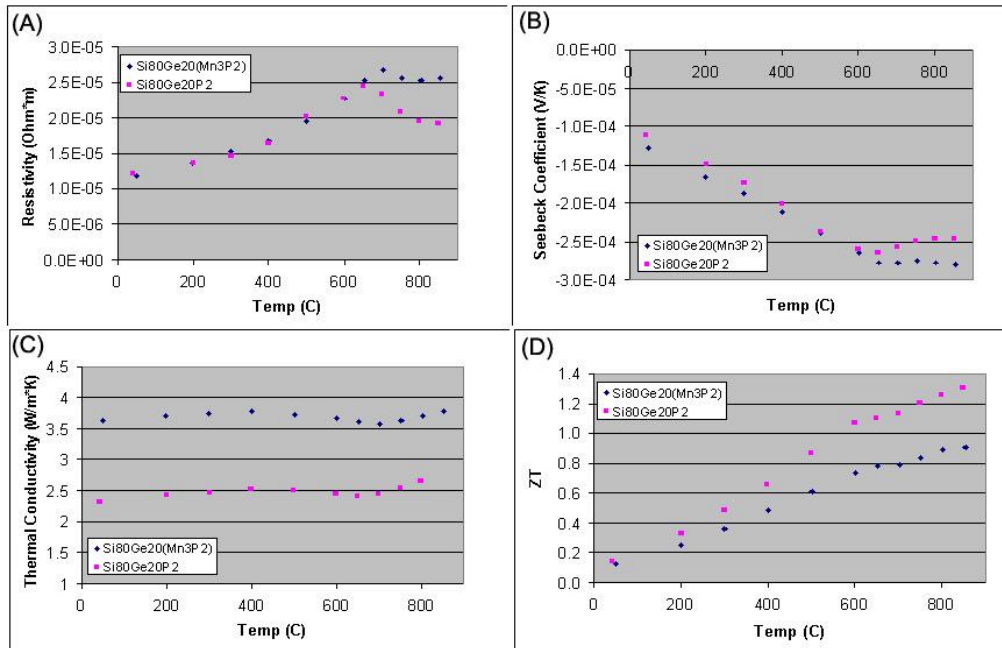 (A)
3.0E-05
2.5E-05
2.0E-05
1.5E-05
1.0E-05
5.0E-06
0.0E+00
Resistivity (Ohm*m)
Si80Ge20(Mn3P2)
Si80Ge20P2
0 200 400 600 800
Temp (C)
(B)
0.0E+00
-5.0E-05
-1.0E-04
-1.5E-04
-2.0E-04
-2.5E-04
-3.0E-04
Seebeck Coefficient (V/K)
0 200 400 600 800
Si80Ge20(Mn3P2)
Si80Ge20P2
Temp (C)
(C)
4.5
4
3.5
3
2.5
2
1.5
1
Thermal Conductivity (W/m*K)
Si80Ge20(Mn3P2)
Si80Ge20P2
0 200 400 600 800
Temp (C)
(D)
1.4
1.2
1.0
0.8
0.6
0.4
0.2
0.0
ZT
Si80Ge20(Mn3P2)
Si80Ge20P2
0 200 400 600 800
Temp (C)